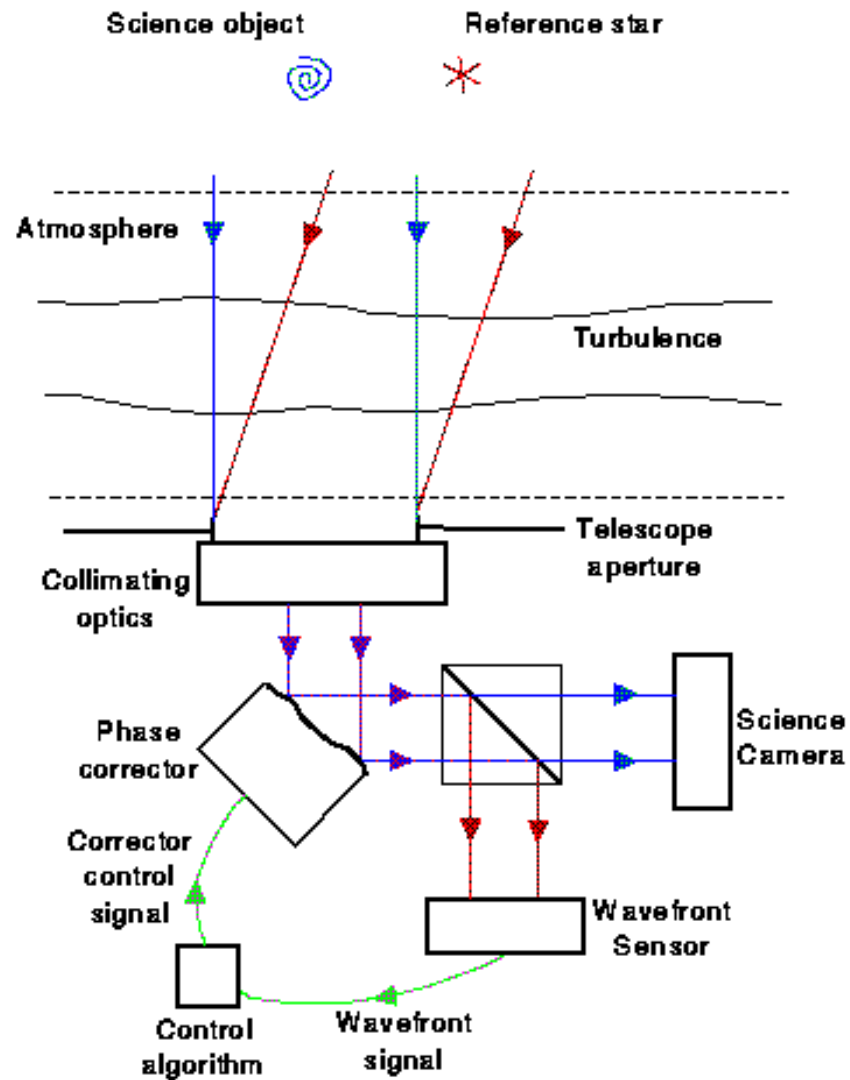 Science object
Reference star
Atmosphere
Turbulence
Telescope
aperture
Collimating
optics
Phase
corrector
Science
Camera
Corrector
control
signal
Wavefront
Sensor
Control
algorithm
Wavefront
signal